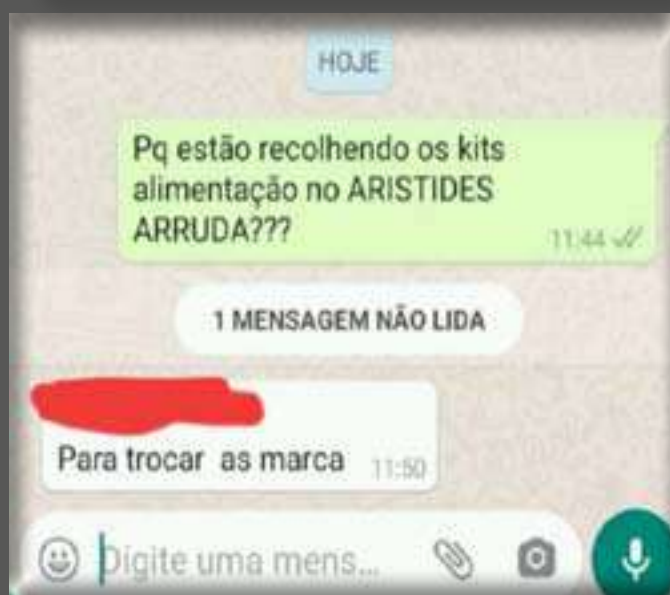 HOJE
Pq estão recolhendo os kits
alimentação no ARISTIDES
ARRUDA???
11:44
1 MENSAGEM NÃO LIDA
Para trocar as marca 11:50
Digite uma mens...